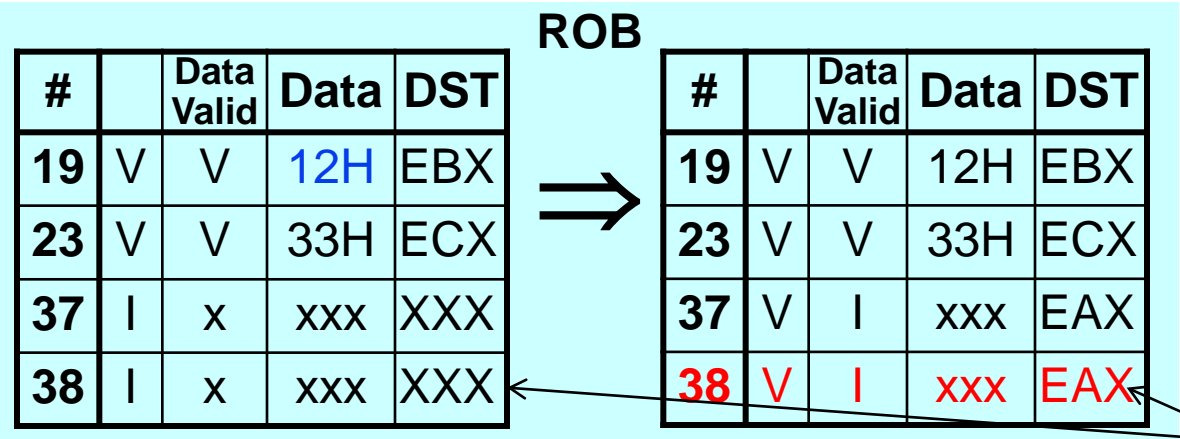 ROB
# Data Valid Data DST
19 V V 12H EBX
23 V V 33H ECX
37 I x xxx XXX
38 I x xxx XXX
⇒
# Data Valid Data DST
19 V V 12H EBX
23 V V 33H ECX
37 V I xxx EAX
38 V I xxx EAX